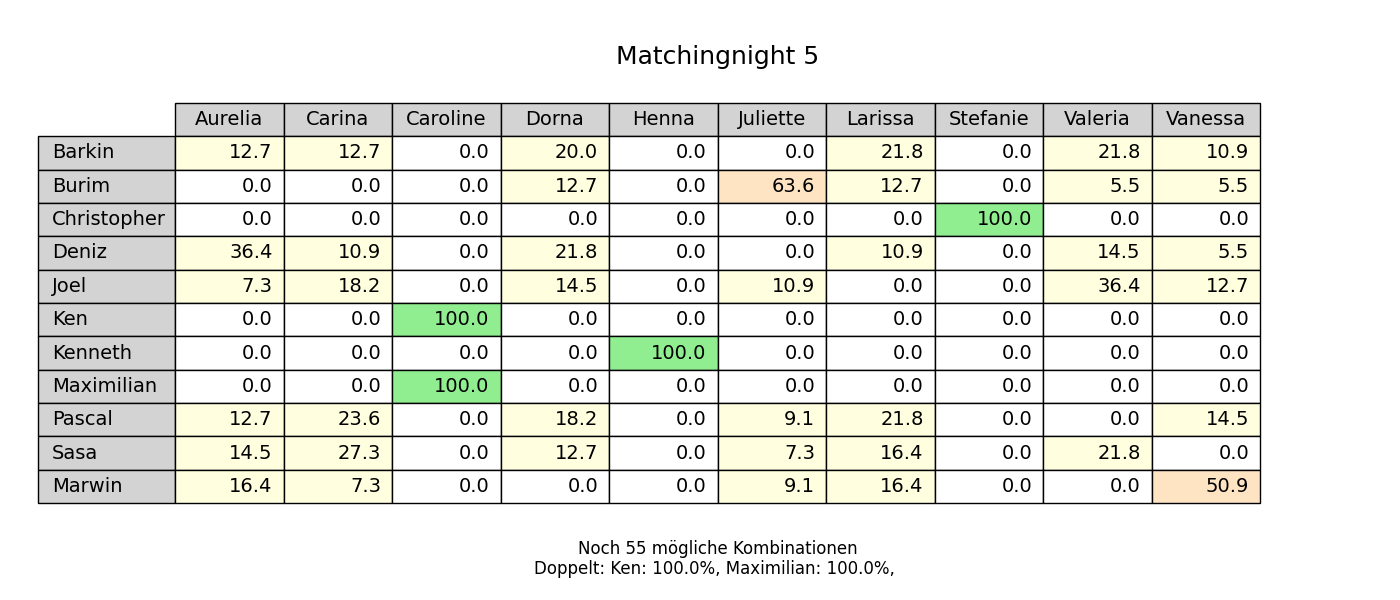 Matchingnight 5
Aurelia Carina Caroline Dorna Henna Juliette Larissa Stefanie Valeria Vanessa
Barkin 12.7 12.7 0.0 20.0 0.0 0.0 21.8 0.0 21.8 10.9
Burim 0.0 0.0 0.0 12.7 0.0 63.6 12.7 0.0 5.5 5.5
Christopher 0.0 0.0 0.0 0.0 0.0 0.0 0.0 100.0 0.0 0.0
Deniz 36.4 10.9 0.0 21.8 0.0 0.0 10.9 0.0 14.5 5.5
Joel 7.3 18.2 0.0 14.5 0.0 10.9 0.0 0.0 36.4 12.7
Ken 0.0 0.0 100.0 0.0 0.0 0.0 0.0 0.0 0.0 0.0
Kenneth 0.0 0.0 0.0 0.0 100.0 0.0 0.0 0.0 0.0 0.0
Maximilian 0.0 0.0 100.0 0.0 0.0 0.0 0.0 0.0 0.0 0.0
Pascal 12.7 23.6 0.0 18.2 0.0 9.1 21.8 0.0 0.0 14.5
Sasa 14.5 27.3 0.0 12.7 0.0 7.3 16.4 0.0 21.8 0.0
Marwin 16.4 7.3 0.0 0.0 0.0 9.1 16.4 0.0 0.0 50.9
Noch 55 mögliche Kombinationen
Doppelt: Ken: 100.0%, Maximilian: 100.0%,